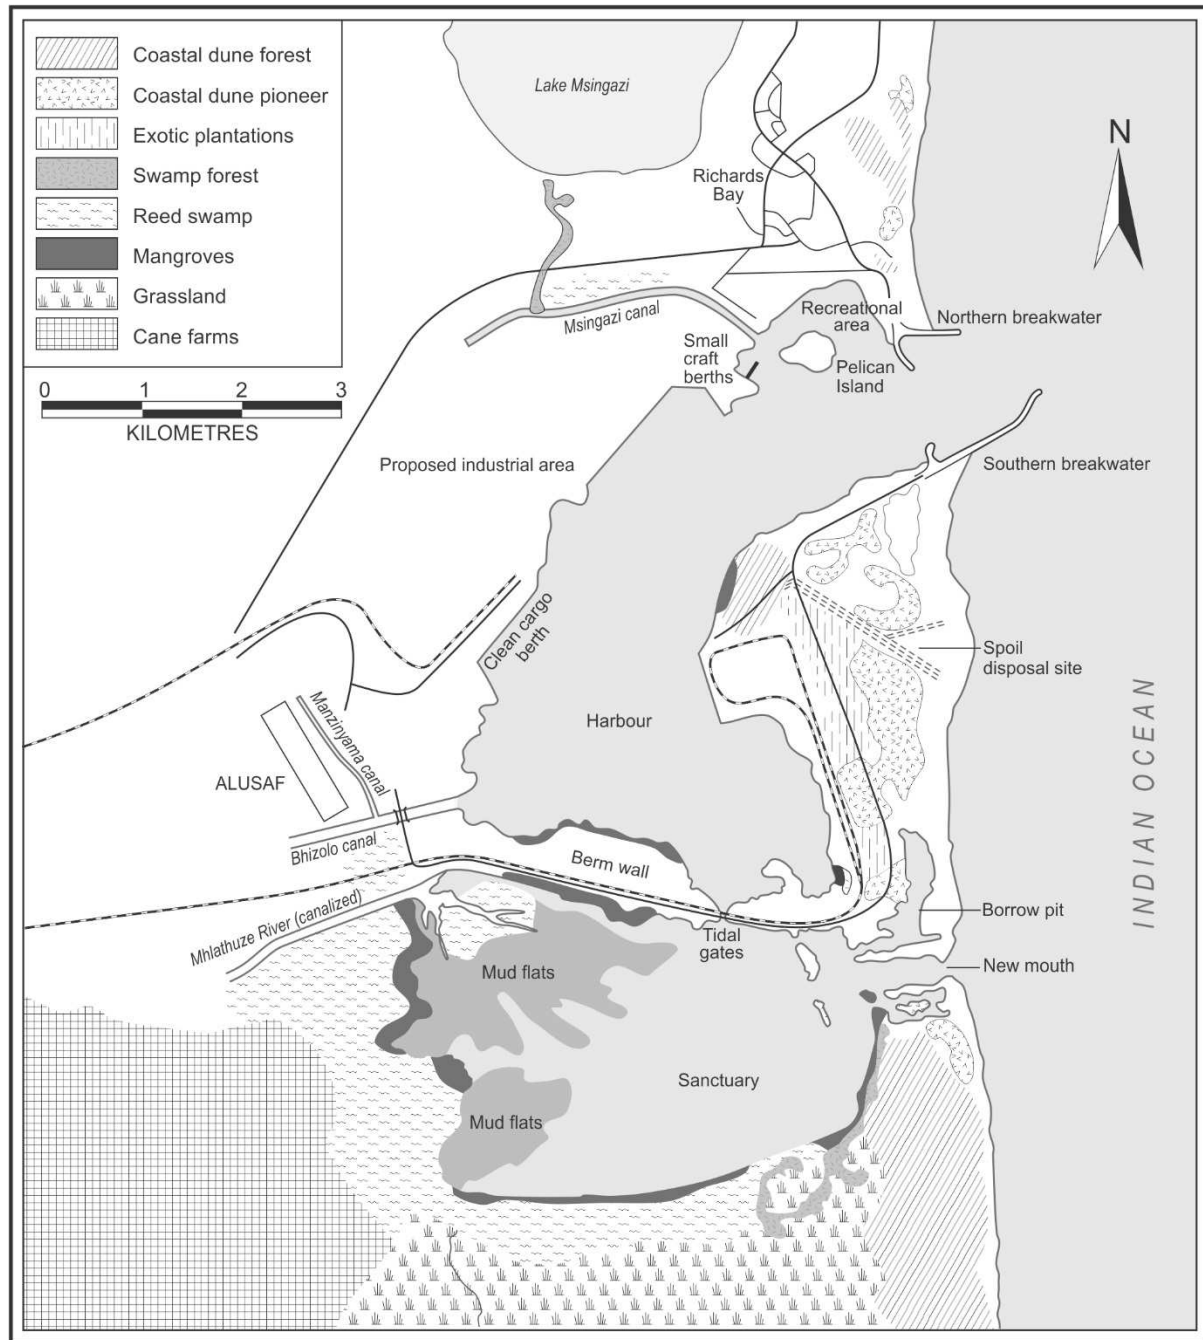 Coastal dune forest
Coastal dune pioneer
Exotic plantations
Swamp forest
Reed swamp
Mangroves
Grassland
Cane farms
0 1 2 3
KILOMETRES
Lake Msingazi
N
Richards
Bay
Msingazi canal
Recreational
area
Northern breakwater
Small
craft
berths
Pelican
Island
Proposed industrial area
Southern breakwater
Clean cargo
berth
Spoil
disposal site
Harbour
Manzinyama canal
ALUSAF
INDIAN OCEAN
Bhizolo canal
Berm wall
Mhlathuze River (canalized)
Tidal
gates
Borrow pit
New mouth
Mud flats
Sanctuary
Mud flats